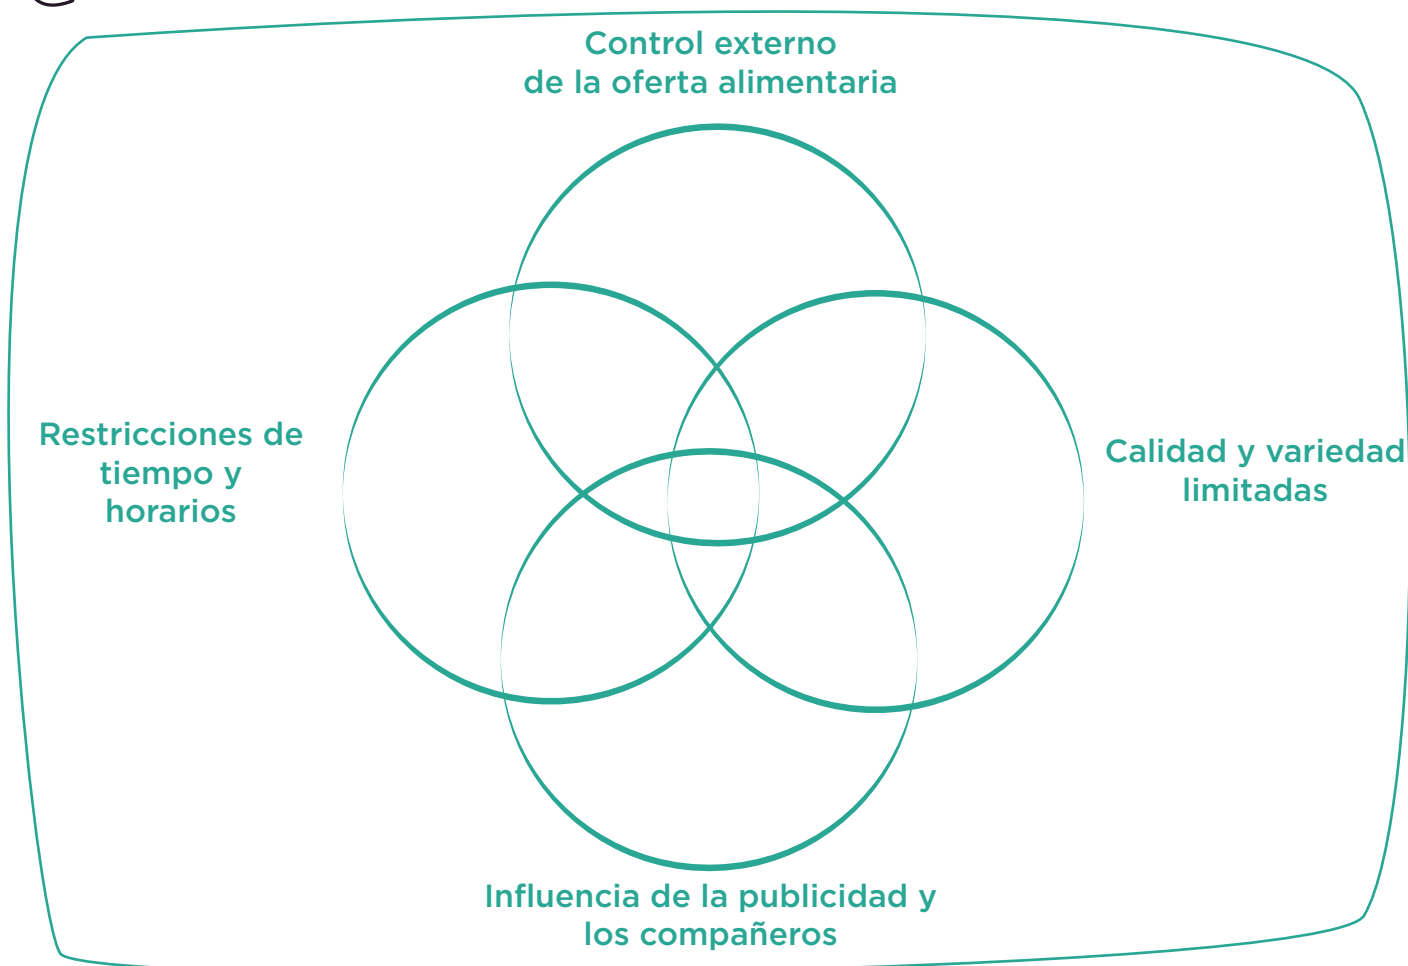 Control externo
de la oferta alimentaria
Restricciones de
tiempo y
horarios
Calidad y variedad
limitadas
Influencia de la publicidad y
los compañeros